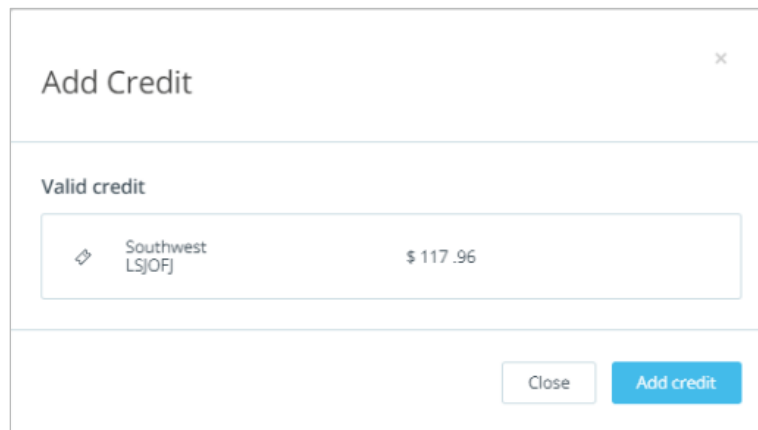 Add Credit
×
Valid credit
Southwest
LSJOFJ
$ 117 .96
Close
Add credit